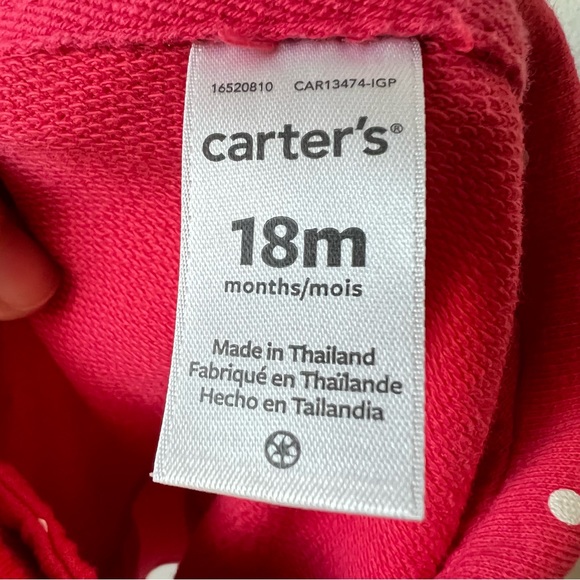 16520810 CAR13474-IGP
carter's®
18m
months/mois
Made in Thailand
Fabriqué en Thaïlande
Hecho en Tailandia